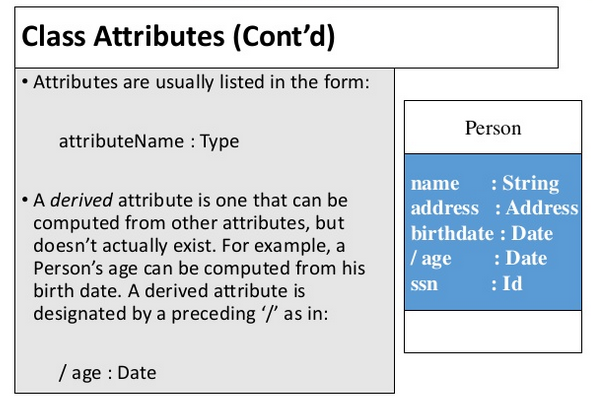 Class Attributes (Cont’d)
• Attributes are usually listed in the form:
attributeName : Type
• A derived attribute is one that can be
computed from other attributes, but
doesn’t actually exist. For example, a
Person’s age can be computed from his
birth date. A derived attribute is
designated by a preceding ‘/’ as in:
/ age : Date
Person
name : String
address : Address
birthdate : Date
/ age : Date
ssn : Id